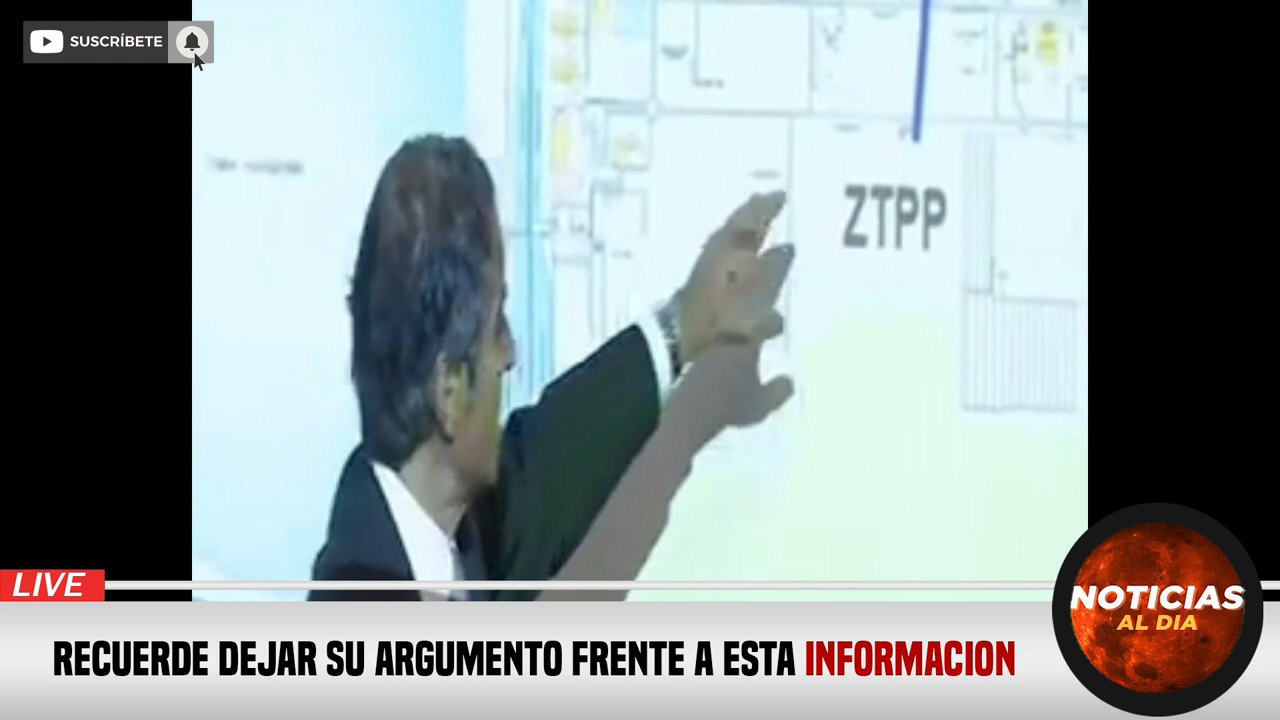 SUSCRÍBETE
ZTPP
LIVE
RECUERDE DEJAR SU ARGUMENTO FRENTE A ESTA INFORMACION
NOTICIAS
AL DIA